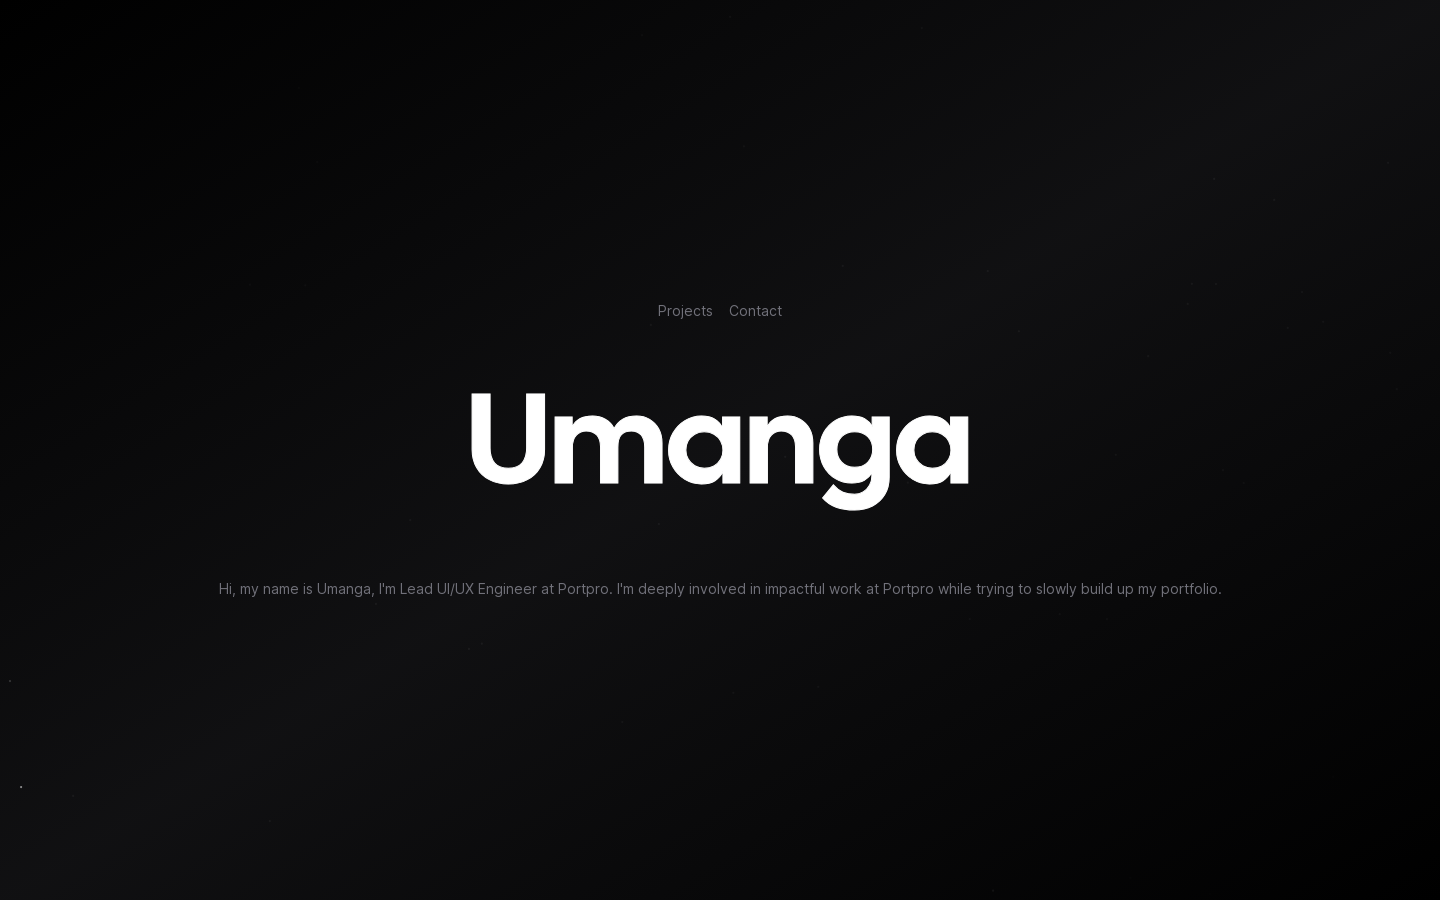 Projects Contact
Umanga
Hi, my name is Umanga, I'm Lead UI/UX Engineer at Portpro. I'm deeply involved in impactful work at Portpro while trying to slowly build up my portfolio.